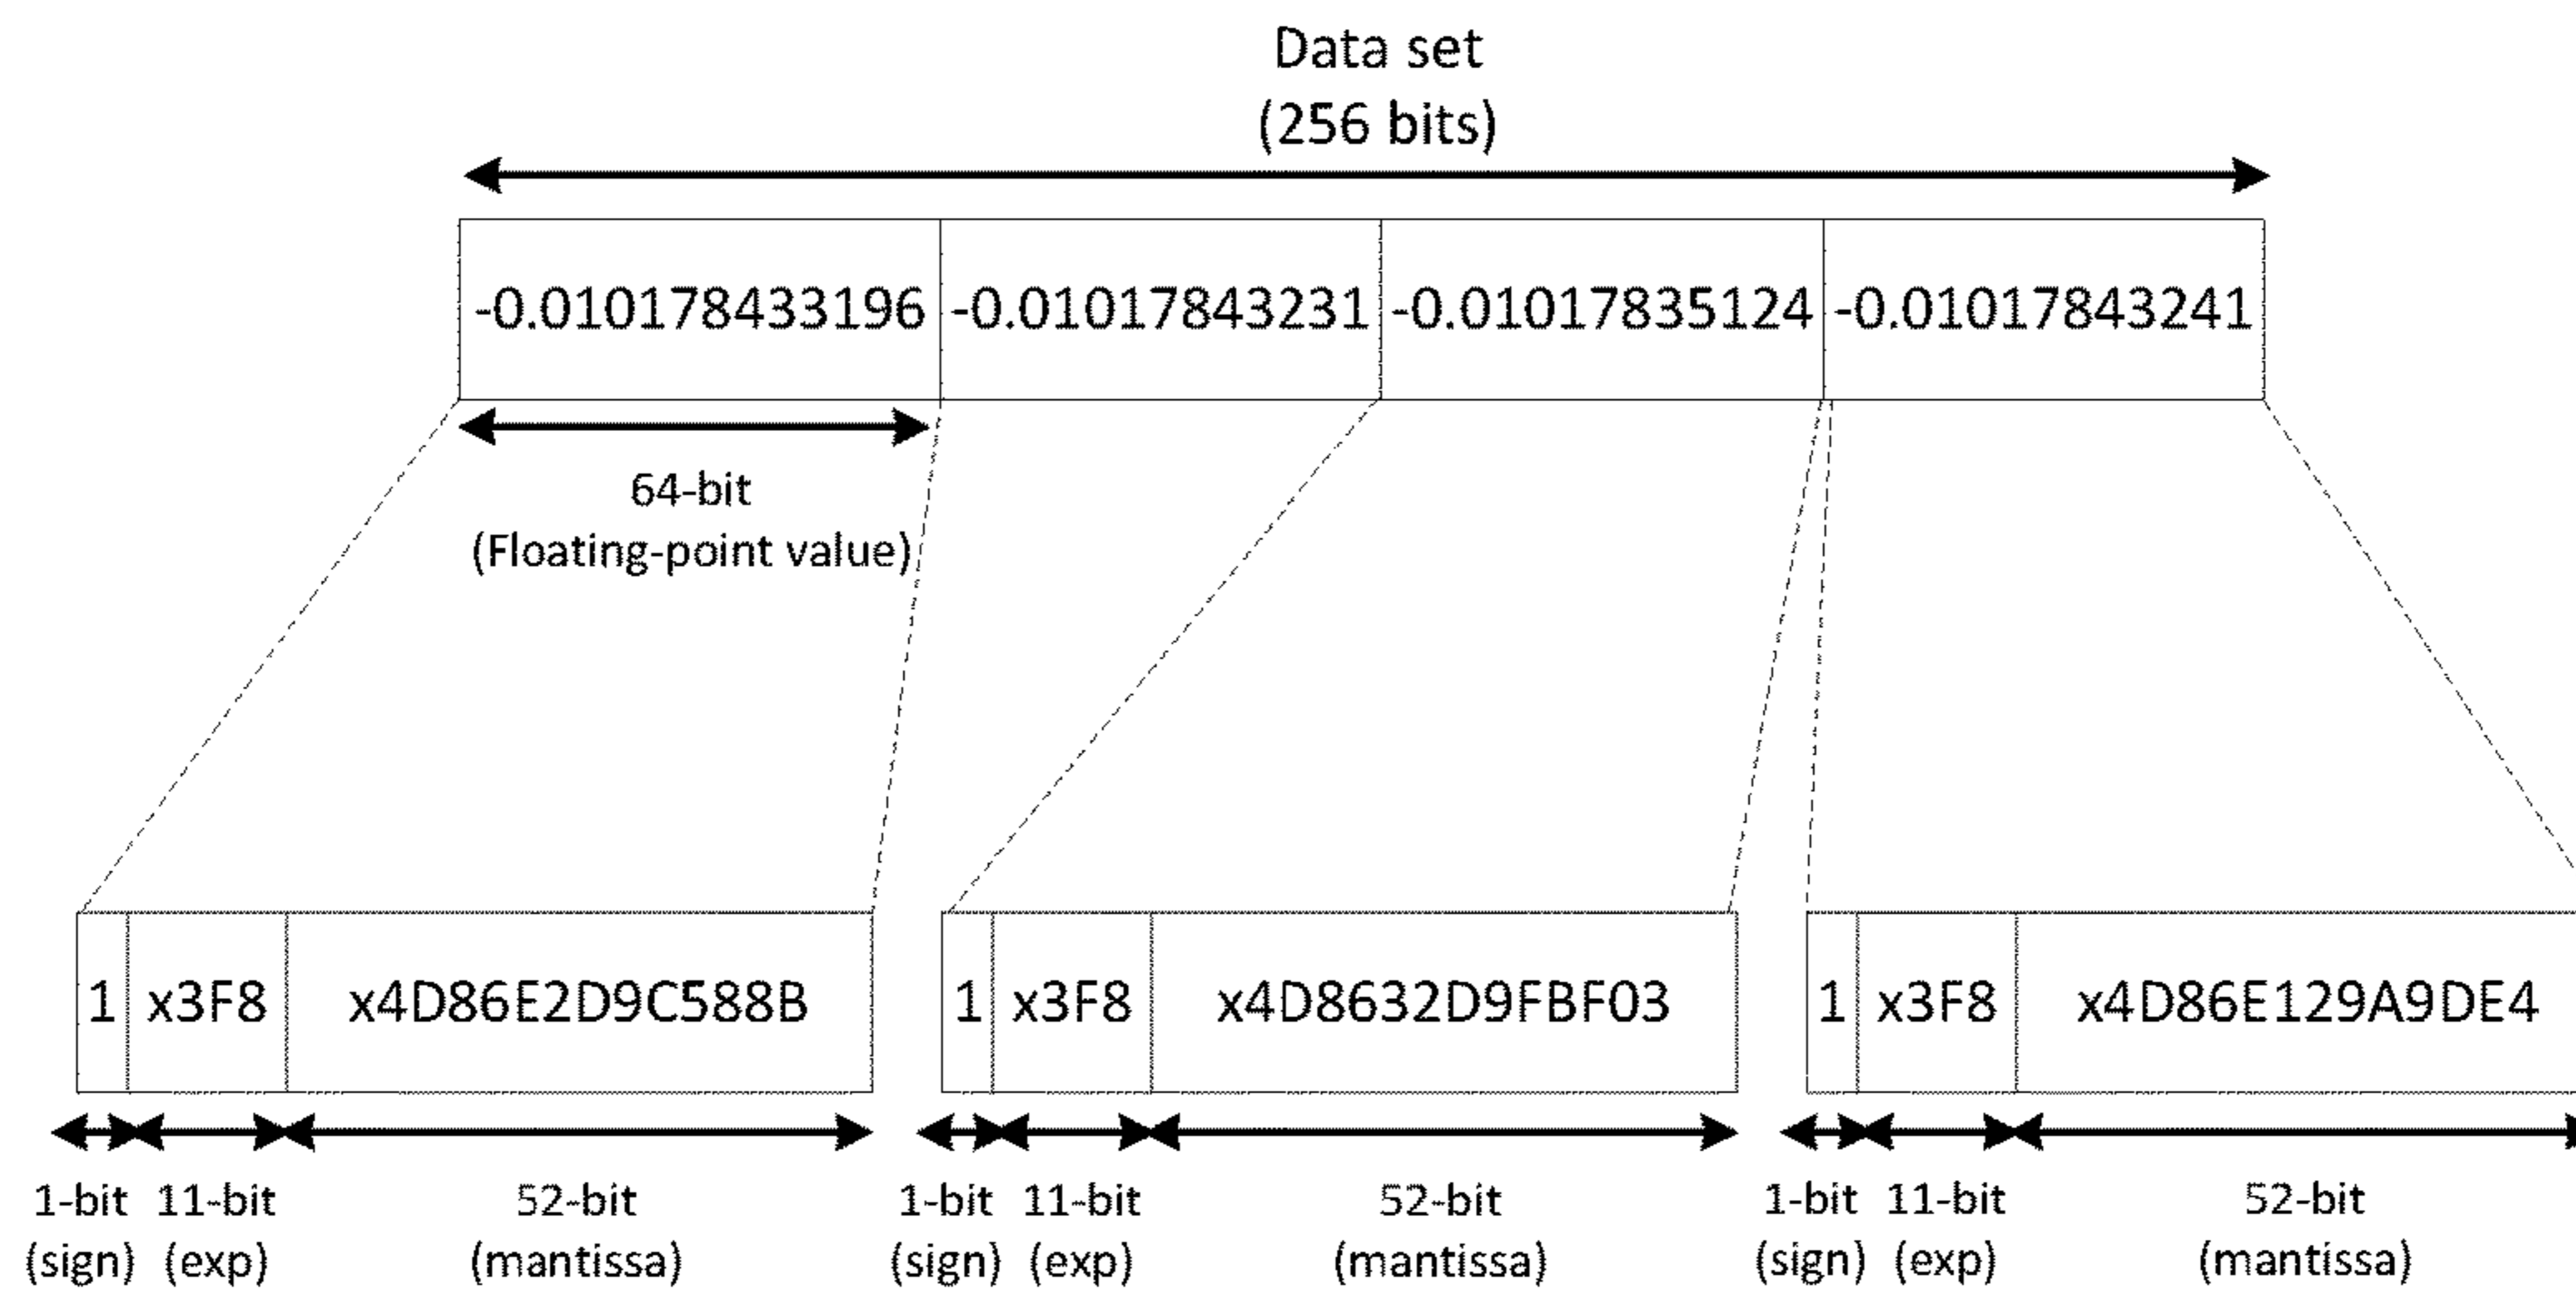 Data set
(256 bits)
-0.010178433196 -0.01017843231 -0.01017835124 -0.01017843241
64-bit
(Floating-point value)
1 x3F8 x4D86E2D9C588B 1 x3F8 x4D8632D9FBF03 1 x3F8 x4D86E129A9DE4
1-bit 11-bit 52-bit 1-bit 11-bit 52-bit 1-bit 11-bit 52-bit
(sign) (exp) (mantissa) (sign) (exp) (mantissa) (sign) (exp) (mantissa)